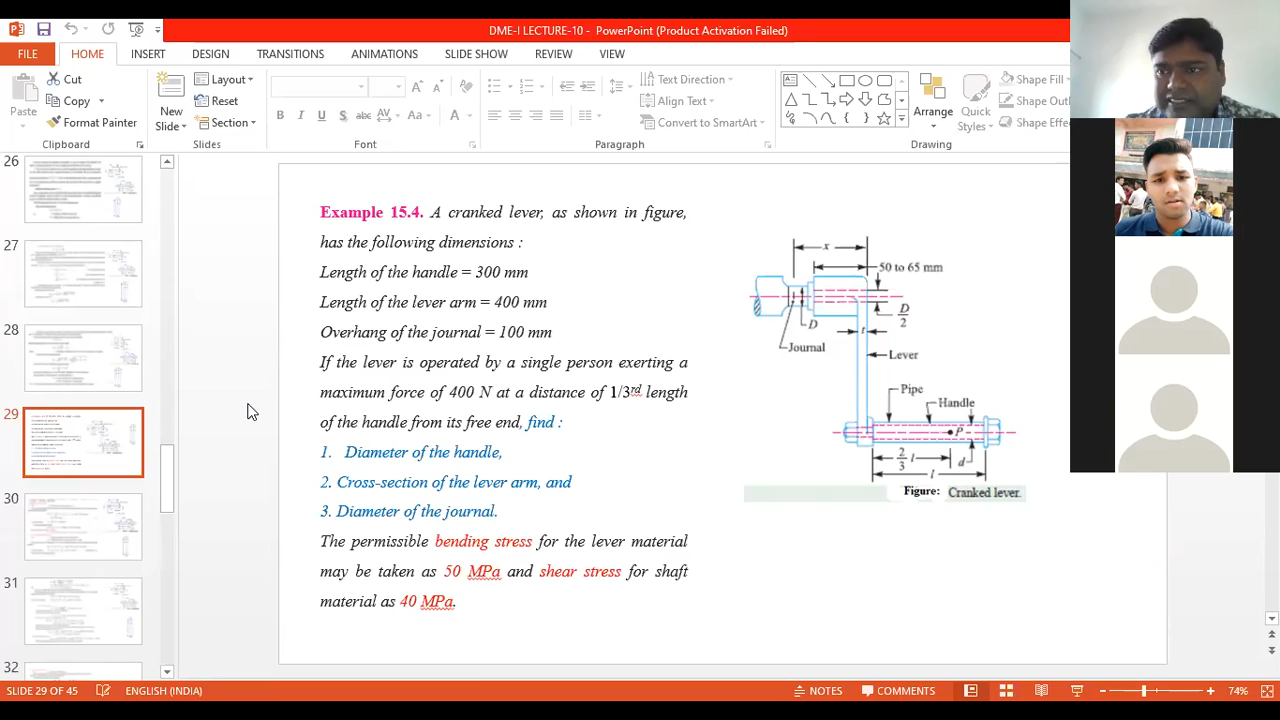 DME-I LECTURE-10 - PowerPoint (Product Activation Failed)
FILE HOME INSERT DESIGN TRANSITIONS ANIMATIONS SLIDE SHOW REVIEW VIEW
Paste
Cut
Copy
Format Painter
Clipboard
New
Slide
Layout
Reset
Section
Slides
B I U S abc AV Aa A
Font
Text Direction
Align Text
Convert to SmartArt
Paragraph
Arrange
Quick
Styles
Shape Fill
Shape Out
Shape Effe
Drawing
26
27
28
29
30
31
32
Example 15.4. A cranked lever, as shown in figure,
has the following dimensions :
Length of the handle = 300 mm
Length of the lever arm = 400 mm
Overhang of the journal = 100 mm
If the lever is operated by a single person exerting a
maximum force of 400 N at a distance of 1/3rd length
of the handle from its free end, find :
1. Diameter of the handle,
2. Cross-section of the lever arm, and
3. Diameter of the journal.
The permissible bending stress for the lever material
may be taken as 50 MPa and shear stress for shaft
material as 40 MPa.
x
50 to 65 mm
D
D
2
t
Journal
Lever
Pipe
Handle
P
2
3
l
d
l
Figure: Cranked lever.
SLIDE 29 OF 45
ENGLISH (INDIA)
NOTES
COMMENTS
74%